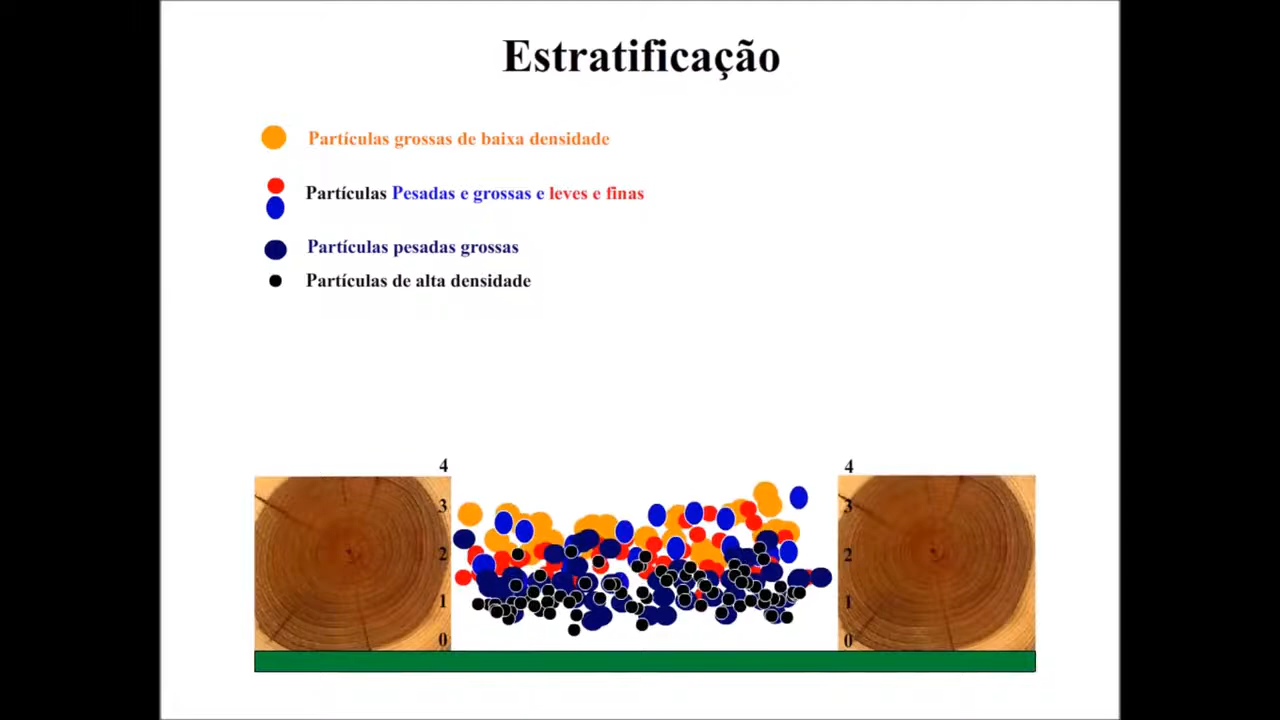 Estratificação
Partículas grossas de baixa densidade
Partículas Pesadas e grossas e leves e finas
Partículas pesadas grossas
Partículas de alta densidade
4
3
2
1
0
4
3
2
1
0